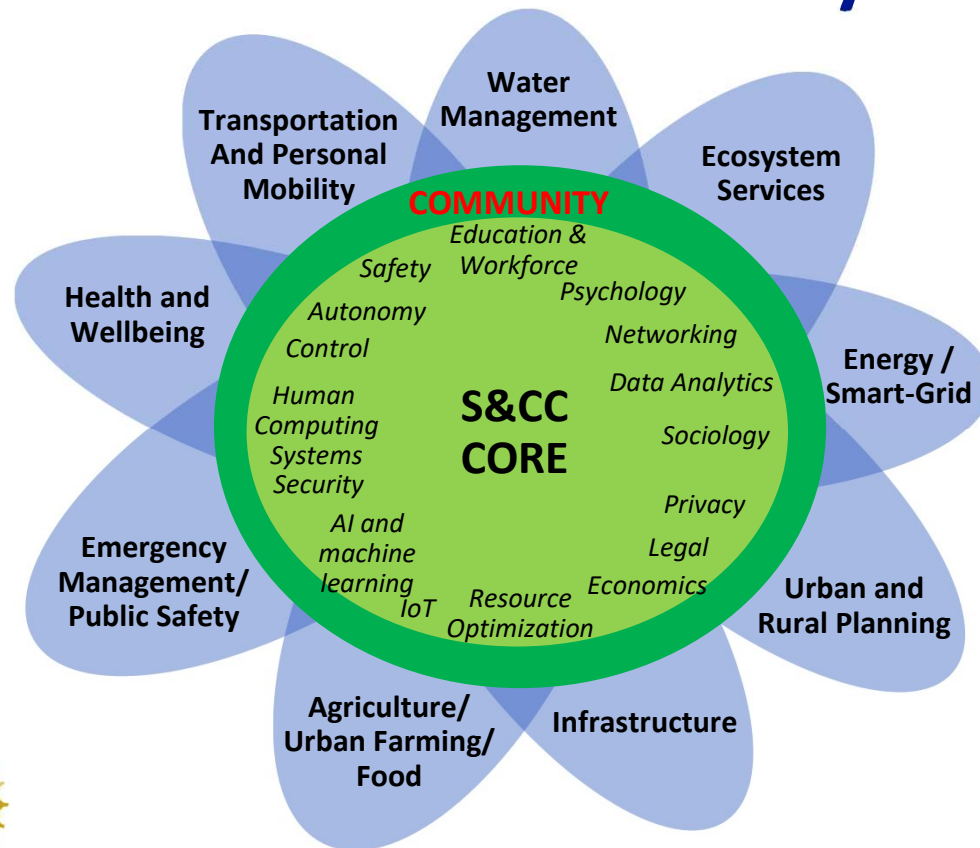 Water
Management
Transportation
And Personal
Mobility
Ecosystem
Services
COMMUNITY
Education &
Workforce
Safety
Psychology
Autonomy
Networking
Control
Data Analytics
Health and
Wellbeing
Energy /
Smart-Grid
Human
Computing
Systems
Security
S&CC
CORE
Sociology
Privacy
AI and
machine
learning
Legal
IoT
Resource
Optimization
Economics
Emergency
Management/
Public Safety
Urban and
Rural Planning
Agriculture/
Urban Farming/
Food
Infrastructure